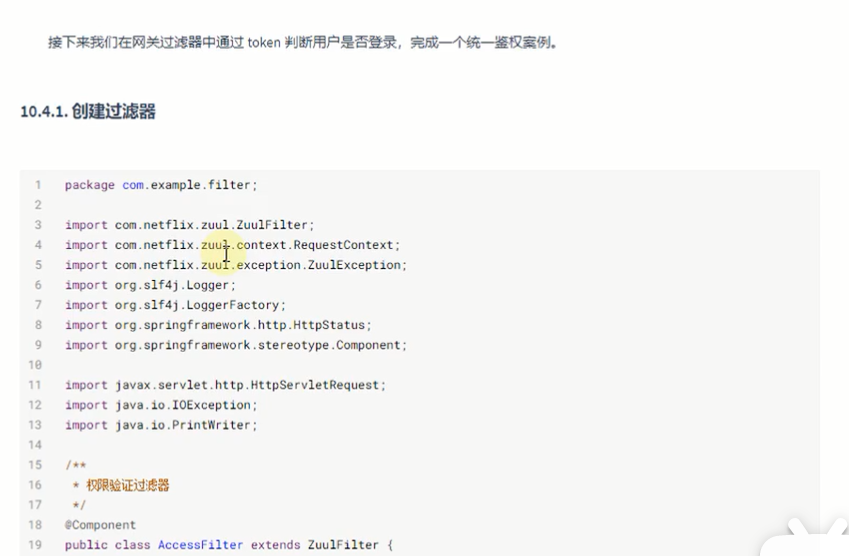 接下来我们在网关过滤器中通过 token 判断用户是否登录，完成一个统一鉴权案例。
10.4.1. 创建过滤器
1 package com.example.filter;
2
3 import com.netflix.zuul.ZuulFilter;
4 import com.netflix.zuul.context.RequestContext;
5 import com.netflix.zuul.exception.ZuulException;
6 import org.slf4j.Logger;
7 import org.slf4j.LoggerFactory;
8 import org.springframework.http.HttpStatus;
9 import org.springframework.stereotype.Component;
10
11 import javax.servlet.http.HttpServletRequest;
12 import java.io.IOException;
13 import java.io.PrintWriter;
14
15 /**
16 * 权限验证过滤器
17 */
18 @Component
19 public class AccessFilter extends ZuulFilter {